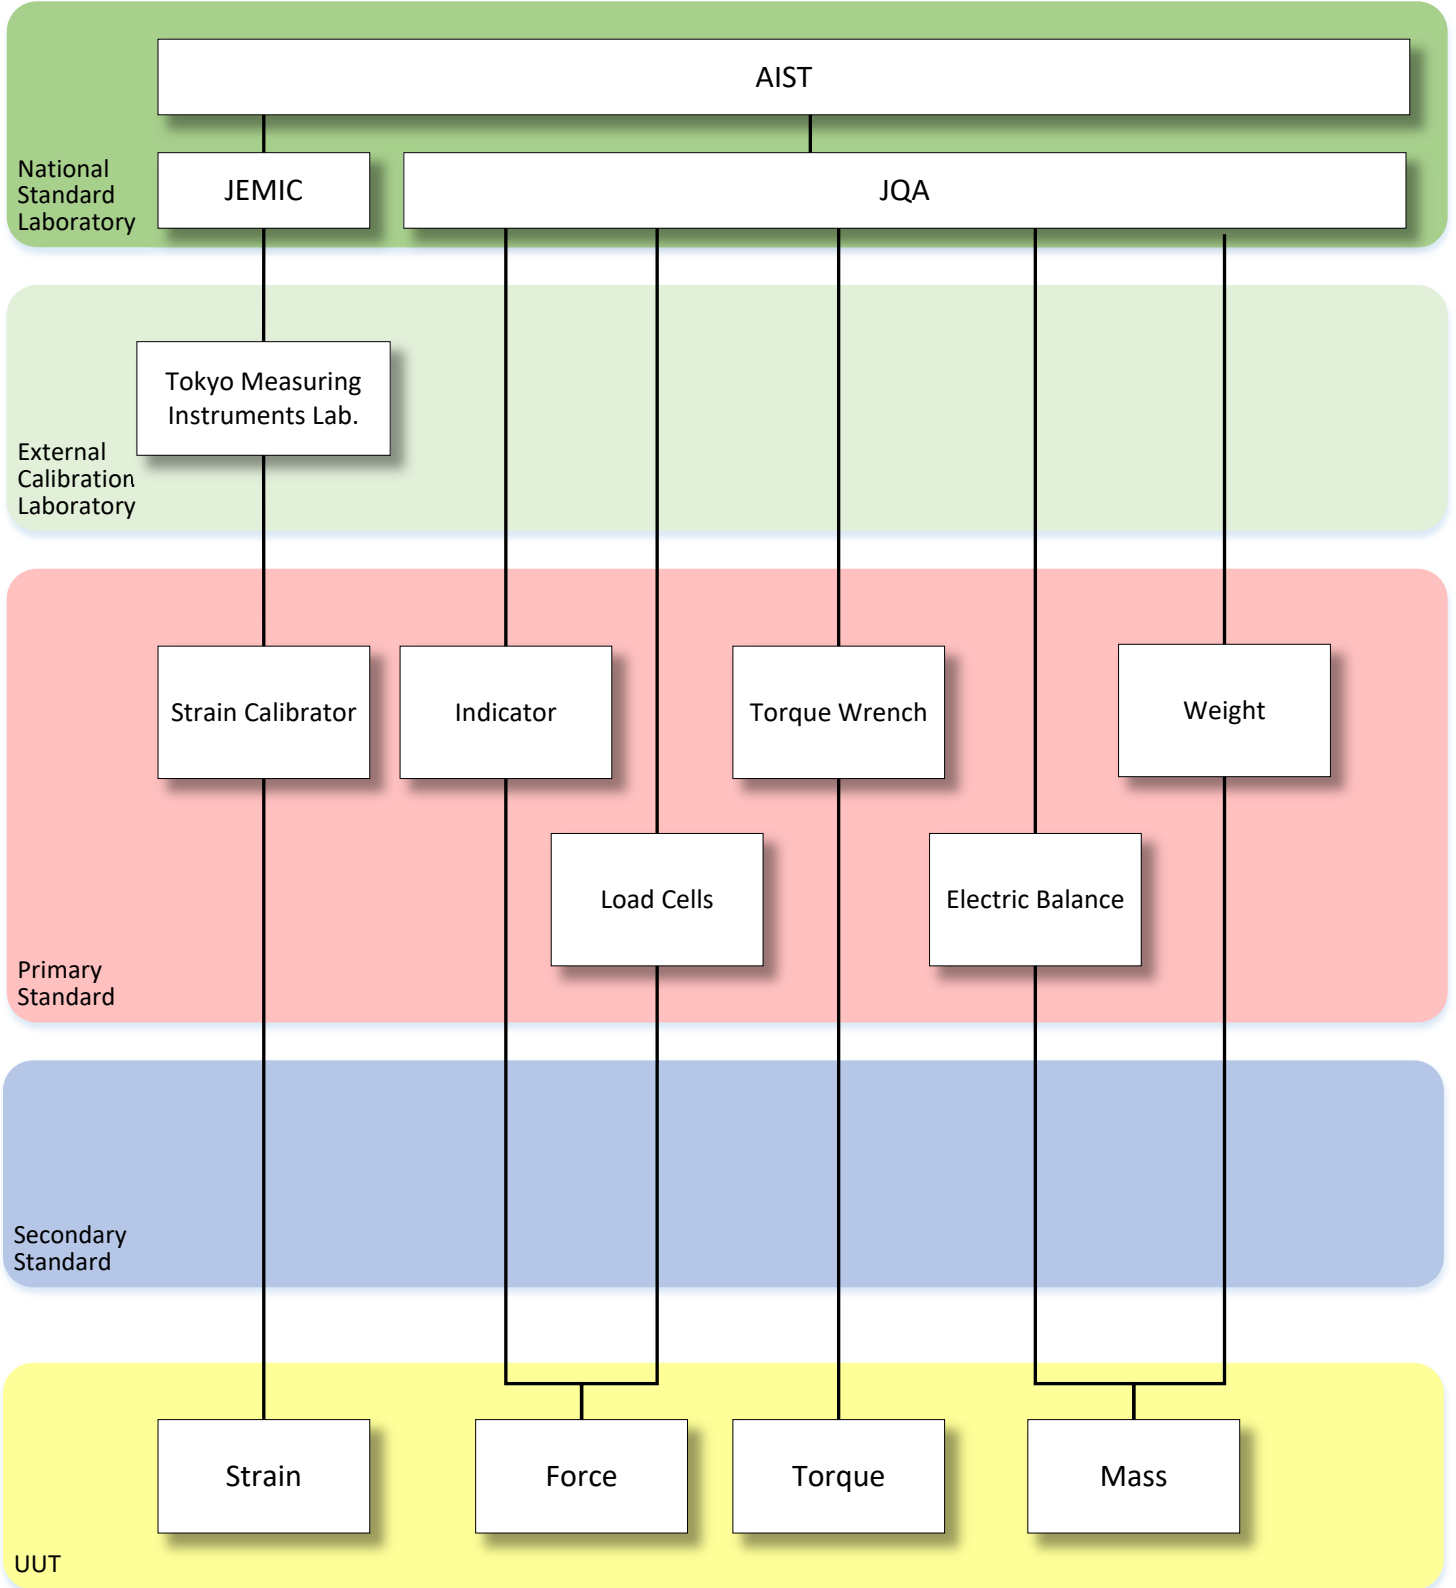 AIST
National
Standard
Laboratory
JEMIC
JQA
Tokyo Measuring
Instruments Lab.
External
Calibration
Laboratory
Strain Calibrator
Indicator
Torque Wrench
Weight
Load Cells
Electric Balance
Primary
Standard
Secondary
Standard
Strain
Force
Torque
Mass
UUT